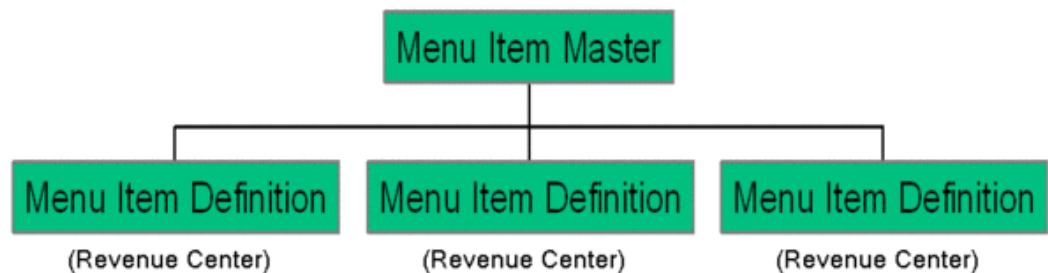 Menu Item Master
Menu Item Definition Menu Item Definition Menu Item Definition
(Revenue Center) (Revenue Center) (Revenue Center)